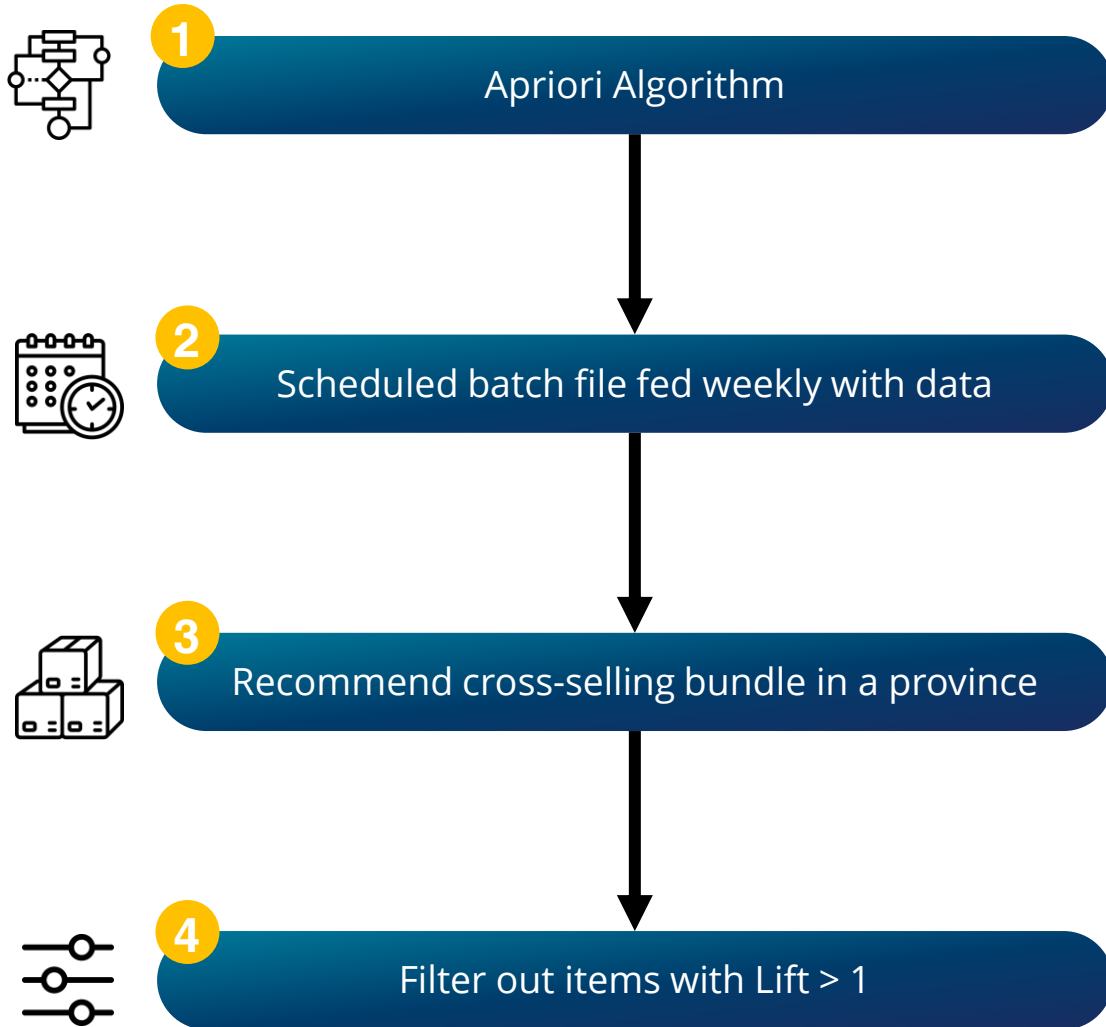 1
Apriori Algorithm
2
Scheduled batch file fed weekly with data
3
Recommend cross-selling bundle in a province
4
Filter out items with Lift > 1